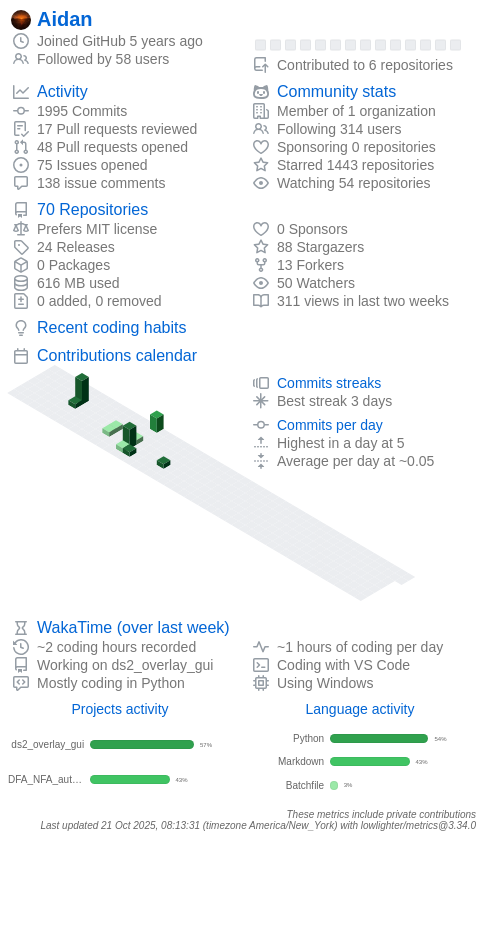 Aidan
Joined GitHub 5 years ago
Followed by 58 users
Contributed to 6 repositories
Activity
1995 Commits
17 Pull requests reviewed
48 Pull requests opened
75 Issues opened
138 issue comments
Community stats
Member of 1 organization
Following 314 users
Sponsoring 0 repositories
Starred 1443 repositories
Watching 54 repositories
70 Repositories
Prefers MIT license
24 Releases
0 Packages
616 MB used
0 added, 0 removed
0 Sponsors
88 Stargazers
13 Forkers
50 Watchers
311 views in last two weeks
Recent coding habits
Contributions calendar
Commits streaks
Best streak 3 days
Commits per day
Highest in a day at 5
Average per day at ~0.05
WakaTime (over last week)
~2 coding hours recorded
Working on ds2_overlay_gui
Mostly coding in Python
~1 hours of coding per day
Coding with VS Code
Using Windows
Projects activity
ds2_overlay_gui 57%
DFA_NFA_aut… 43%
Language activity
Python 54%
Markdown 43%
Batchfile 3%
These metrics include private contributions
Last updated 21 Oct 2025, 08:13:31 (timezone America/New_York) with lowlighter/metrics@3.34.0